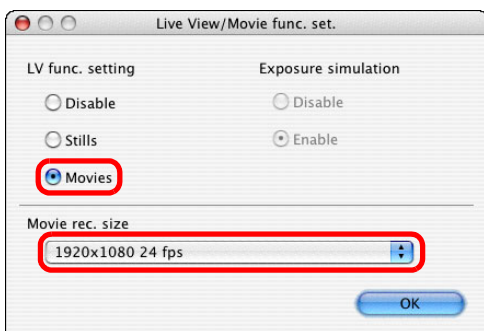 Live View/Movie func. set.
LV func. setting
Exposure simulation
Disable
Disable
Stills
Enable
Movies
Movie rec. size
1920x1080 24 fps
OK